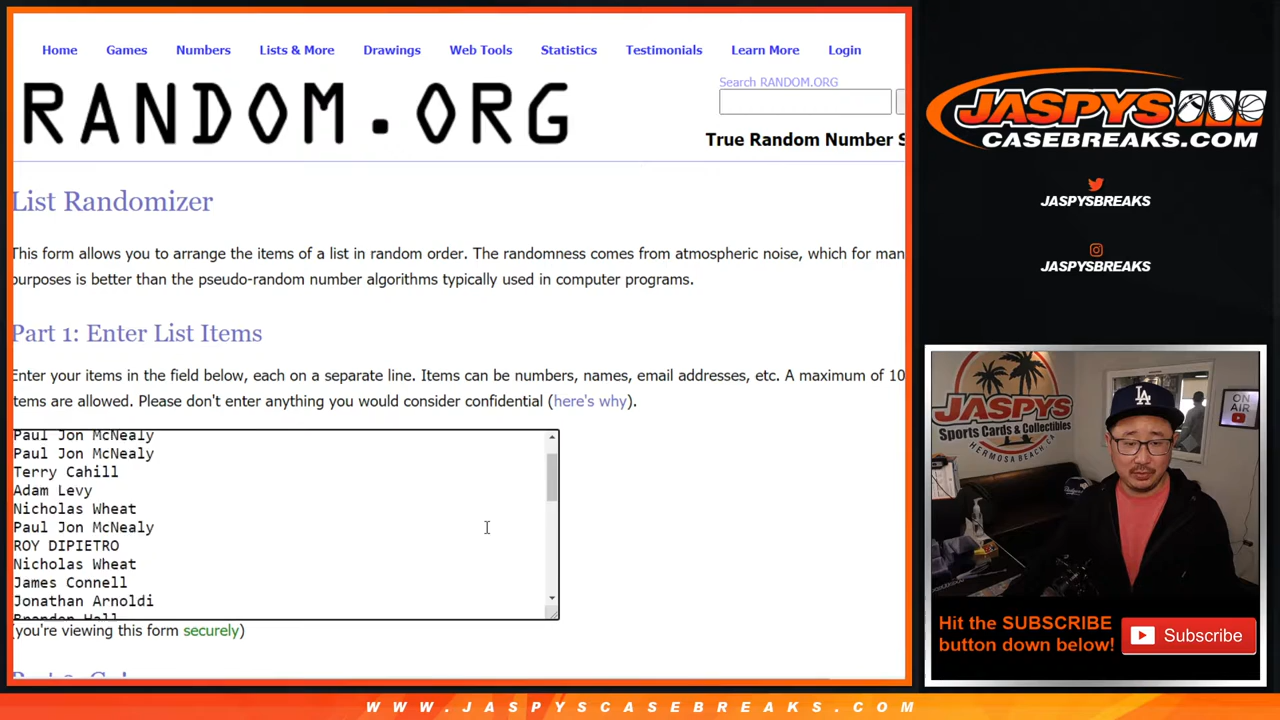 Home Games Numbers Lists & More Drawings Web Tools Statistics Testimonials Learn More Login
RANDOM.ORG
Search RANDOM.ORG
True Random Number S
List Randomizer
This form allows you to arrange the items of a list in random order. The randomness comes from atmospheric noise, which for man
purposes is better than the pseudo-random number algorithms typically used in computer programs.
Part 1: Enter List Items
Enter your items in the field below, each on a separate line. Items can be numbers, names, email addresses, etc. A maximum of 10
items are allowed. Please don't enter anything you would consider confidential (here's why).
Paul Jon McNealy
Paul Jon McNealy
Terry Cahill
Adam Levy
Nicholas Wheat
Paul Jon McNealy
ROY DIPIETRO
Nicholas Wheat
James Connell
Jonathan Arnoldi
Brandon Hall
(you're viewing this form securely)
JASPYS
CASEBREAKS.COM
JASPYSBREAKS
JASPYSBREAKS
JASPYS
Sports Cards & Collectibles
HERMOSA BEACH, CA
LA
ON
AIR
Hit the SUBSCRIBE
button down below!
Subscribe
WWW.JASPYSCASEBREAKS.COM